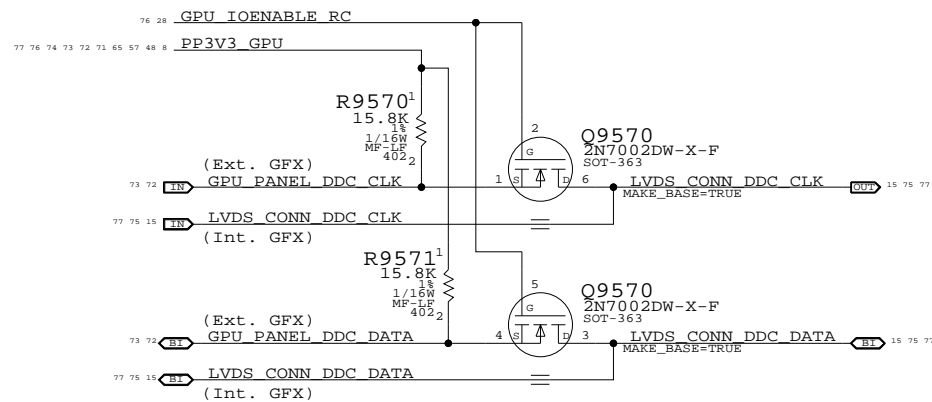 76 28 GPU_IOENABLE_RC
77 76 74 73 72 71 65 57 48 8 PP3V3_GPU
R9570 1
15.8K
1%
1/16W
MF-LF
402 2
2
Q9570
2N7002DW-X-F
SOT-363
G
S
D
(Ext. GFX)
73 72 IN GPU_PANEL_DDC_CLK 1 6 LVDS_CONN_DDC_CLK OUT 15 75 77
MAKE_BASE=TRUE
77 75 15 IN LVDS_CONN_DDC_CLK
(Int. GFX)
R9571 1
15.8K
1%
1/16W
MF-LF
402 2
5
Q9570
2N7002DW-X-F
SOT-363
G
S
D
(Ext. GFX)
73 72 BI GPU_PANEL_DDC_DATA 4 3 LVDS_CONN_DDC_DATA BI 15 75 77
MAKE_BASE=TRUE
77 75 15 BI LVDS_CONN_DDC_DATA
(Int. GFX)